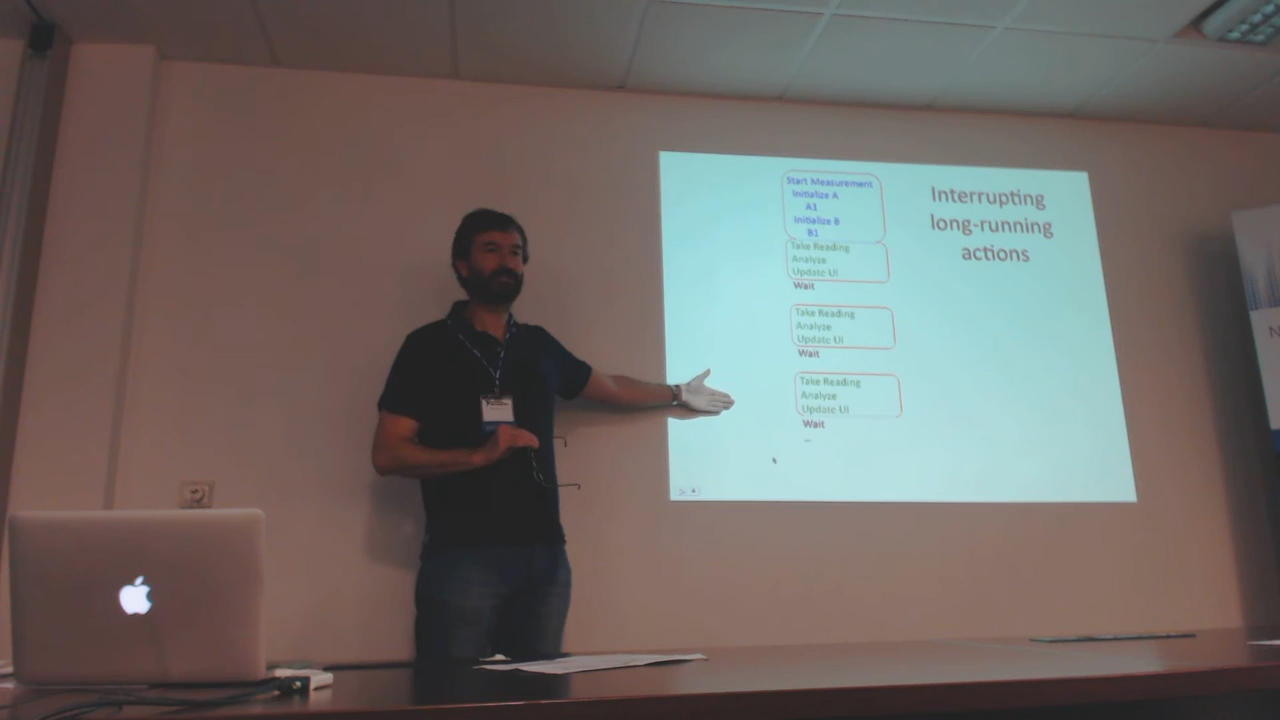 Start Measurement
Initialize A
A1
Initialize B
B1
Take Reading
Analyze
Update UI
Wait
Take Reading
Analyze
Update UI
Wait
Take Reading
Analyze
Update UI
Wait
...
Interrupting
long-running
actions
N